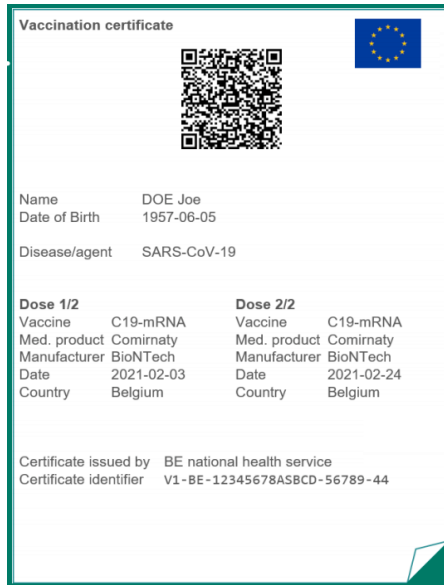 Vaccination certificate
Name DOE Joe
Date of Birth 1957-06-05
Disease/agent SARS-CoV-19
Dose 1/2
Vaccine C19-mRNA
Med. product Comirnaty
Manufacturer BioNTech
Date 2021-02-03
Country Belgium
Dose 2/2
Vaccine C19-mRNA
Med. product Comirnaty
Manufacturer BioNTech
Date 2021-02-24
Country Belgium
Certificate issued by BE national health service
Certificate identifier V1-BE-12345678ASBCD-56789-44